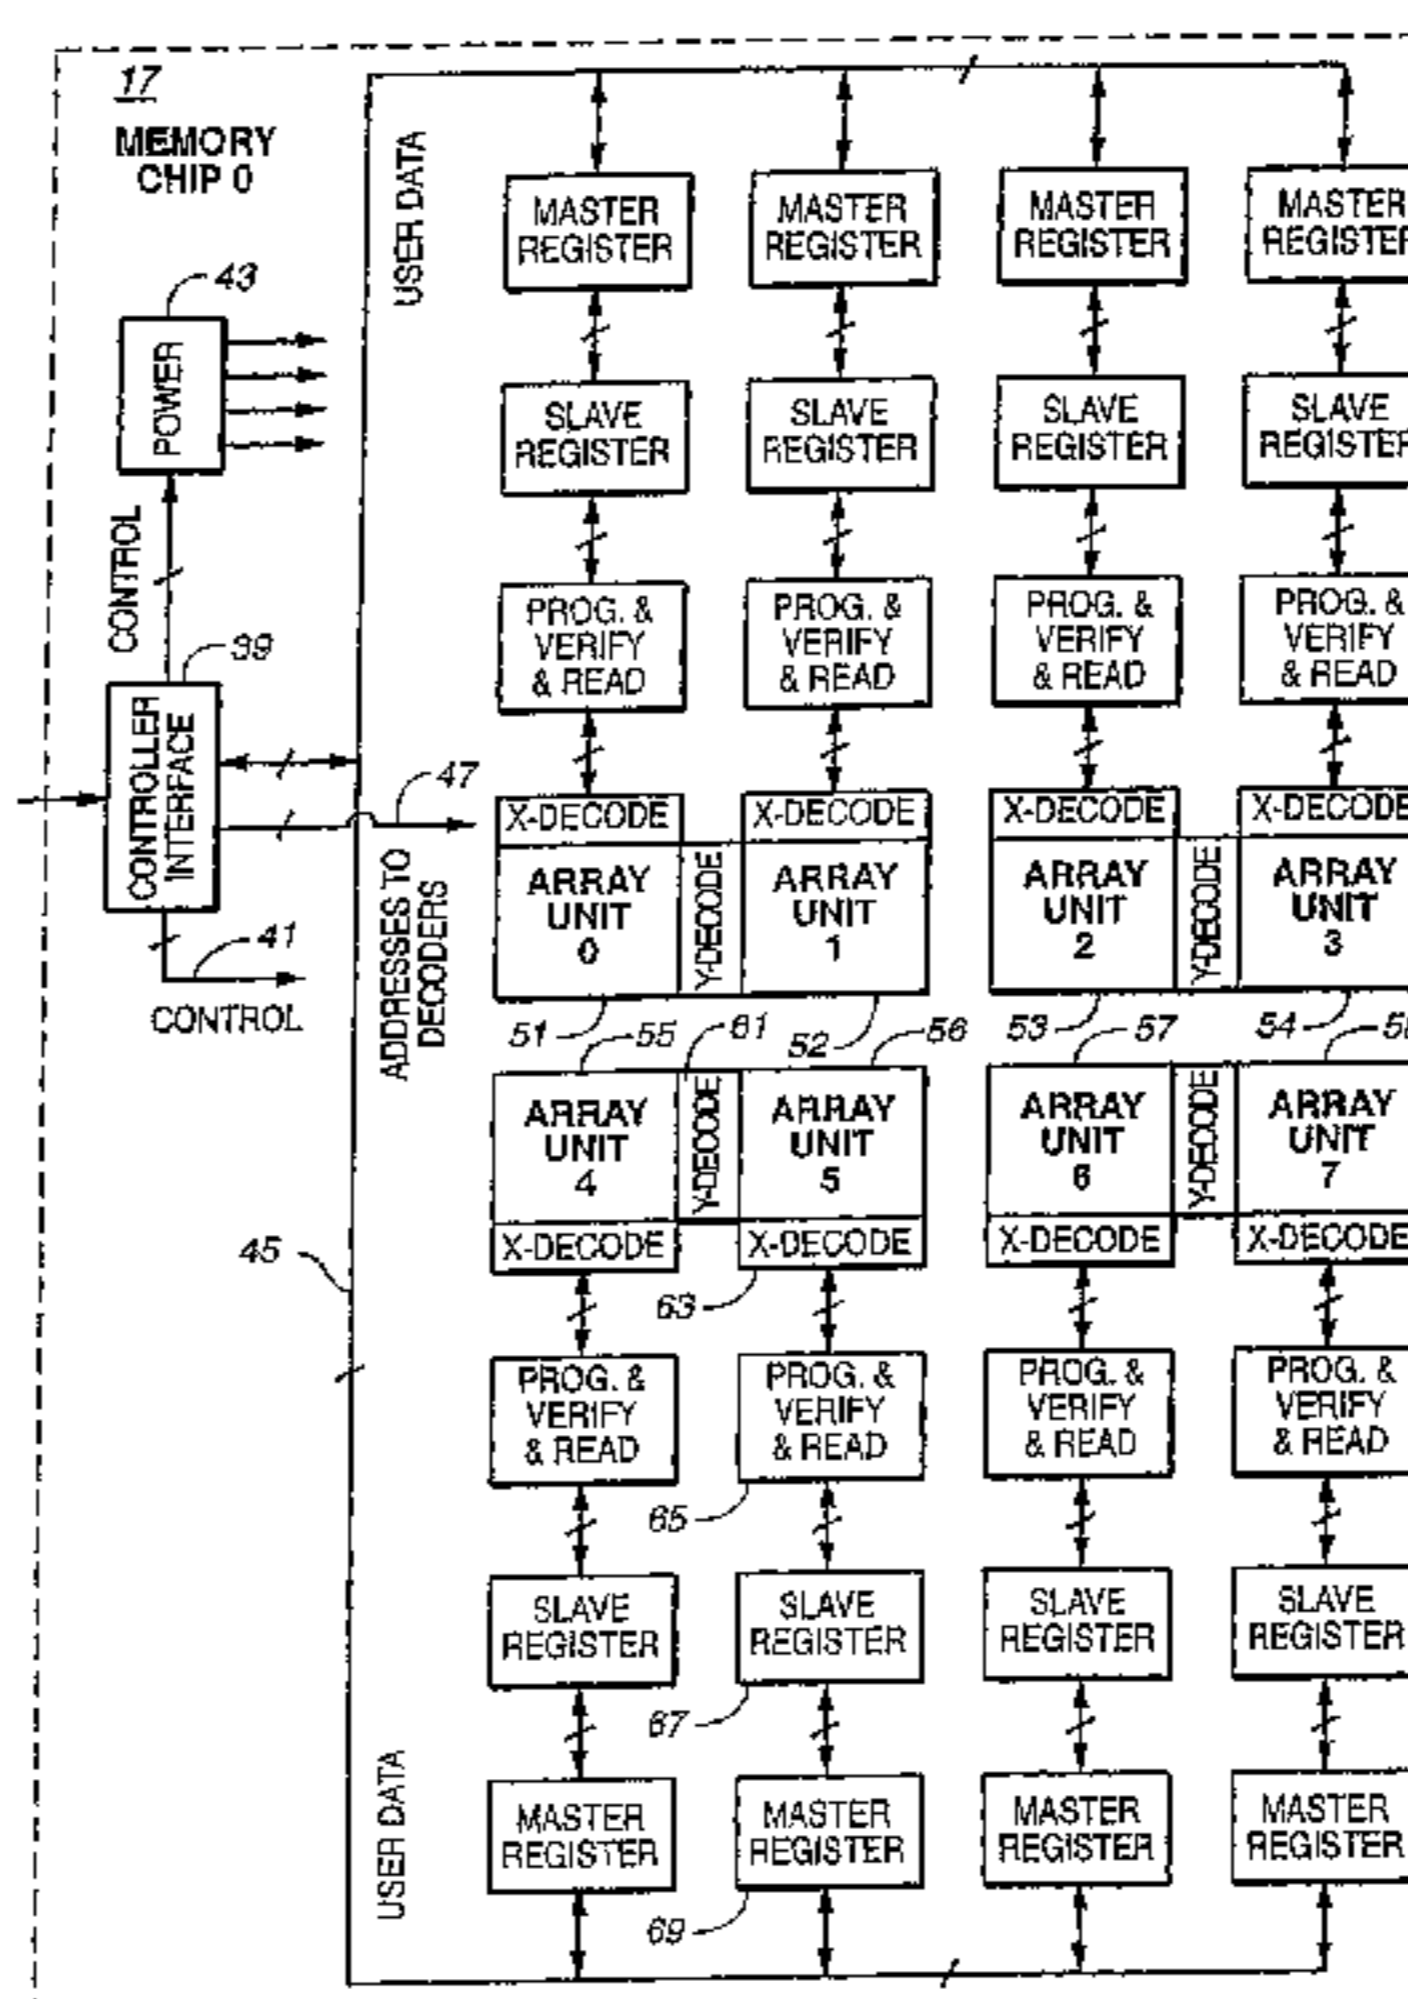 17
MEMORY
CHIP 0
43
POWER
CONTROL
39
CONTROLLER
INTERFACE
47
41
CONTROL
45
USER DATA
ADDRESSES TO
DECODERS
USER DATA
MASTER
REGISTER
MASTER
REGISTER
MASTER
REGISTER
MASTER
REGISTER
SLAVE
REGISTER
SLAVE
REGISTER
SLAVE
REGISTER
SLAVE
REGISTER
PROG. &
VERIFY
& READ
PROG. &
VERIFY
& READ
PROG. &
VERIFY
& READ
PROG. &
VERIFY
& READ
X-DECODE
X-DECODE
X-DECODE
X-DECODE
ARRAY
UNIT
0
Y-DECODE
ARRAY
UNIT
1
ARRAY
UNIT
2
Y-DECODE
ARRAY
UNIT
3
51
55
61
52
56
53
57
54
ARRAY
UNIT
4
Y-DECODE
ARRAY
UNIT
5
ARRAY
UNIT
6
Y-DECODE
ARRAY
UNIT
7
X-DECODE
X-DECODE
X-DECODE
X-DECODE
63
PROG. &
VERIFY
& READ
PROG. &
VERIFY
& READ
PROG. &
VERIFY
& READ
PROG. &
VERIFY
& READ
65
SLAVE
REGISTER
SLAVE
REGISTER
SLAVE
REGISTER
SLAVE
REGISTER
67
MASTER
REGISTER
MASTER
REGISTER
MASTER
REGISTER
MASTER
REGISTER
69